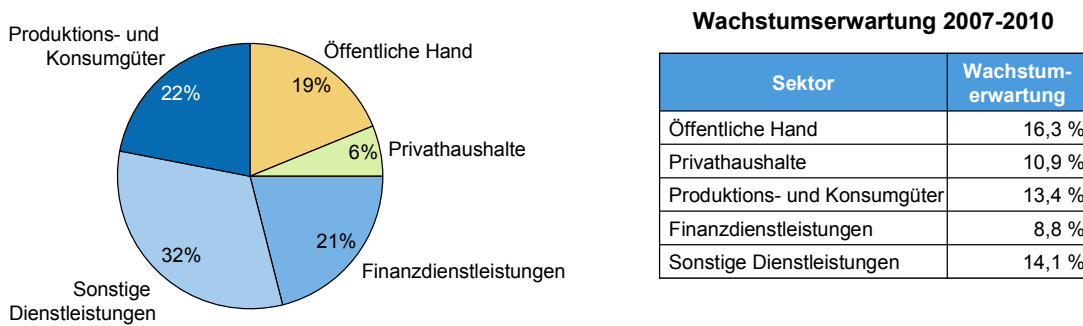 Produktions- und
Konsumgüter
22%
Öffentliche Hand
19%
6%
Privathaushalte
21%
Finanzdienstleistungen
32%
Sonstige
Dienstleistungen
Wachstumserwartung 2007-2010
Sektor Wachstum-
erwartung
Öffentliche Hand 16,3 %
Privathaushalte 10,9 %
Produktions- und Konsumgüter 13,4 %
Finanzdienstleistungen 8,8 %
Sonstige Dienstleistungen 14,1 %